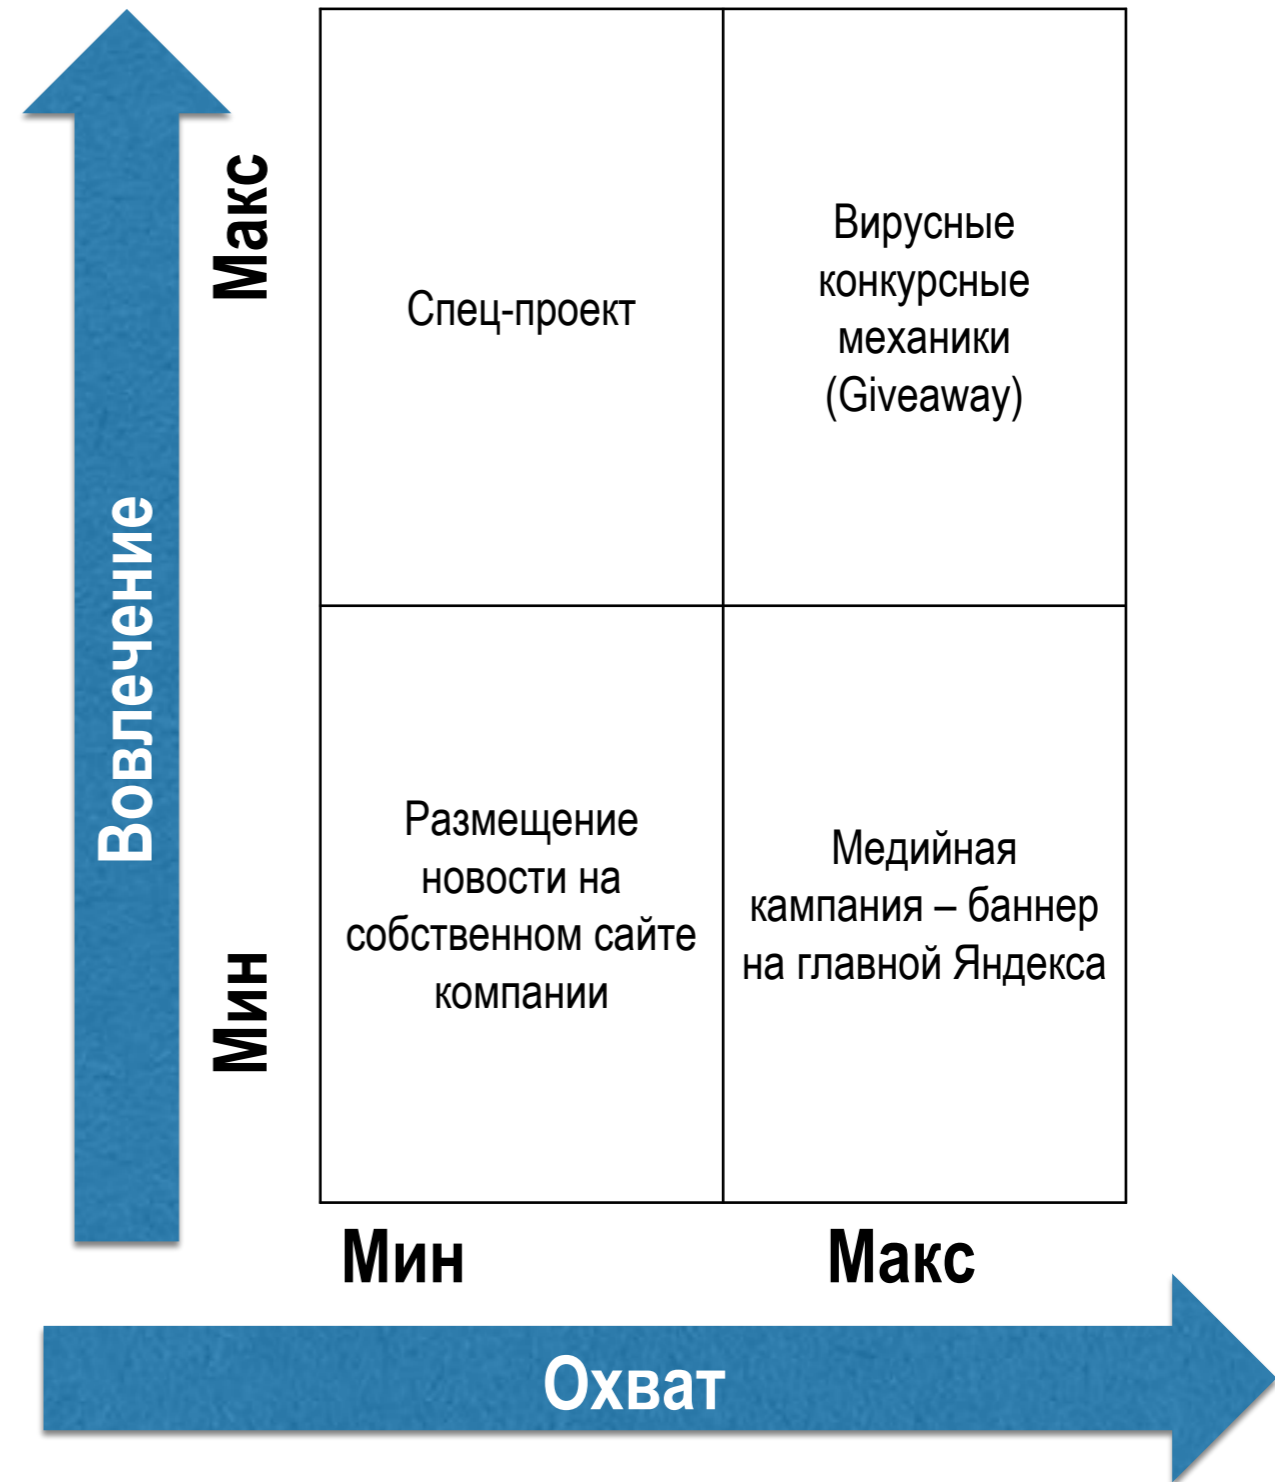 Вовлечение
Макс
Мин
Спец-проект
Вирусные
конкурсные
механики
(Giveaway)
Размещение
новости на
собственном сайте
компании
Медийная
кампания – баннер
на главной Яндекса
Мин
Макс
Охват